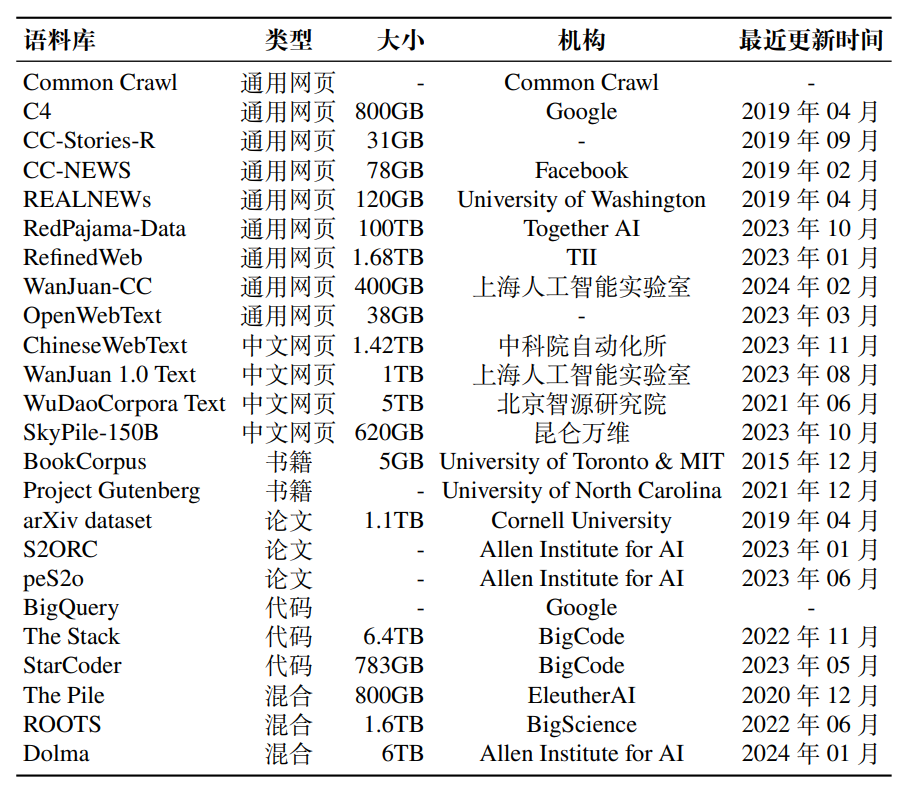 语料库 类型 大小 机构 最近更新时间
Common Crawl 通用网页 - Common Crawl -
C4 通用网页 800GB Google 2019 年 04 月
CC-Stories-R 通用网页 31GB - 2019 年 09 月
CC-NEWS 通用网页 78GB Facebook 2019 年 02 月
REALNEWs 通用网页 120GB University of Washington 2019 年 04 月
RedPajama-Data 通用网页 100TB Together AI 2023 年 10 月
RefinedWeb 通用网页 1.68TB TII 2023 年 01 月
WanJuan-CC 通用网页 400GB 上海人工智能实验室 2024 年 02 月
OpenWebText 通用网页 38GB - 2023 年 03 月
ChineseWebText 中文网页 1.42TB 中科院自动化所 2023 年 11 月
WanJuan 1.0 Text 中文网页 1TB 上海人工智能实验室 2023 年 08 月
WuDaoCorpora Text 中文网页 5TB 北京智源研究院 2021 年 06 月
SkyPile-150B 中文网页 620GB 昆仑万维 2023 年 10 月
BookCorpus 书籍 5GB University of Toronto & MIT 2015 年 12 月
Project Gutenberg 书籍 - University of North Carolina 2021 年 12 月
arXiv dataset 论文 1.1TB Cornell University 2019 年 04 月
S2ORC 论文 - Allen Institute for AI 2023 年 01 月
peS2o 论文 - Allen Institute for AI 2023 年 06 月
BigQuery 代码 - Google -
The Stack 代码 6.4TB BigCode 2022 年 11 月
StarCoder 代码 783GB BigCode 2023 年 05 月
The Pile 混合 800GB EleutherAI 2020 年 12 月
ROOTS 混合 1.6TB BigScience 2022 年 06 月
Dolma 混合 6TB Allen Institute for AI 2024 年 01 月